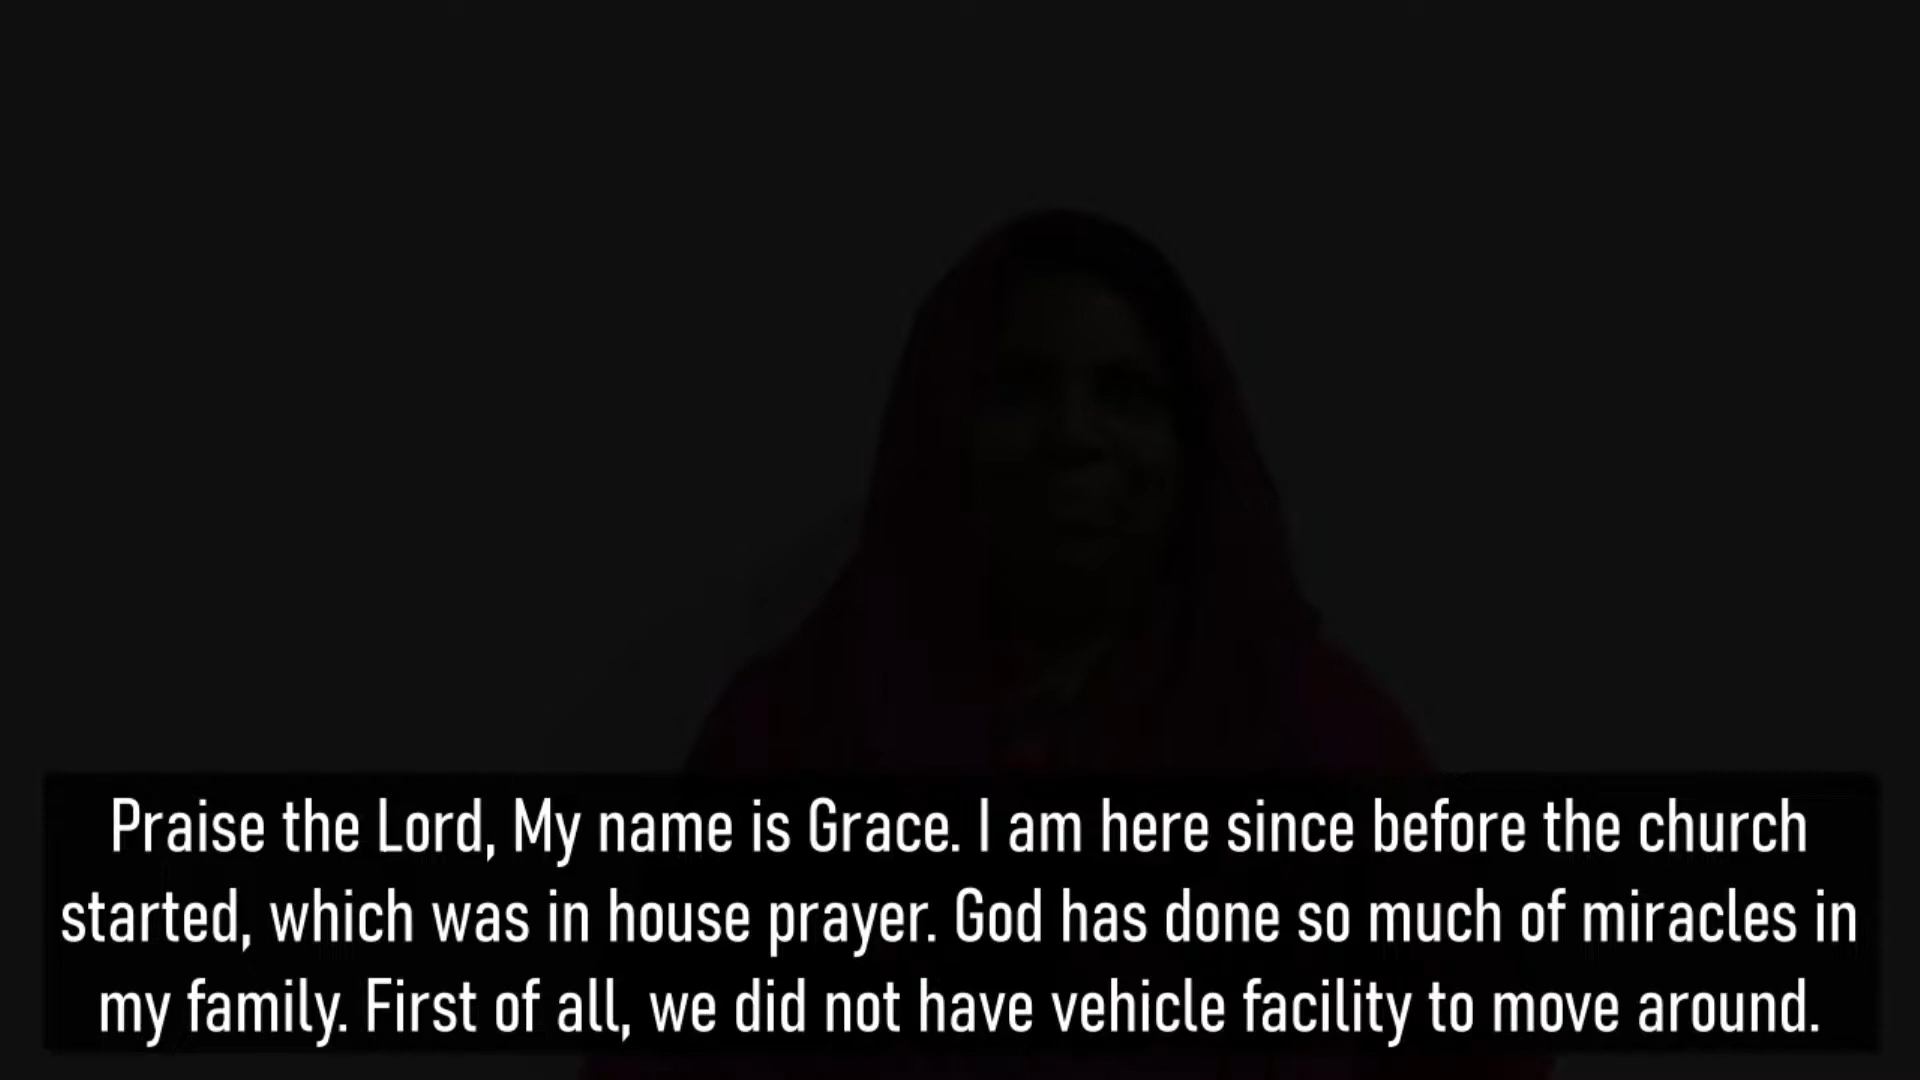 Praise the Lord, My name is Grace. I am here since before the church
started, which was in house prayer. God has done so much of miracles in
my family. First of all, we did not have vehicle facility to move around.